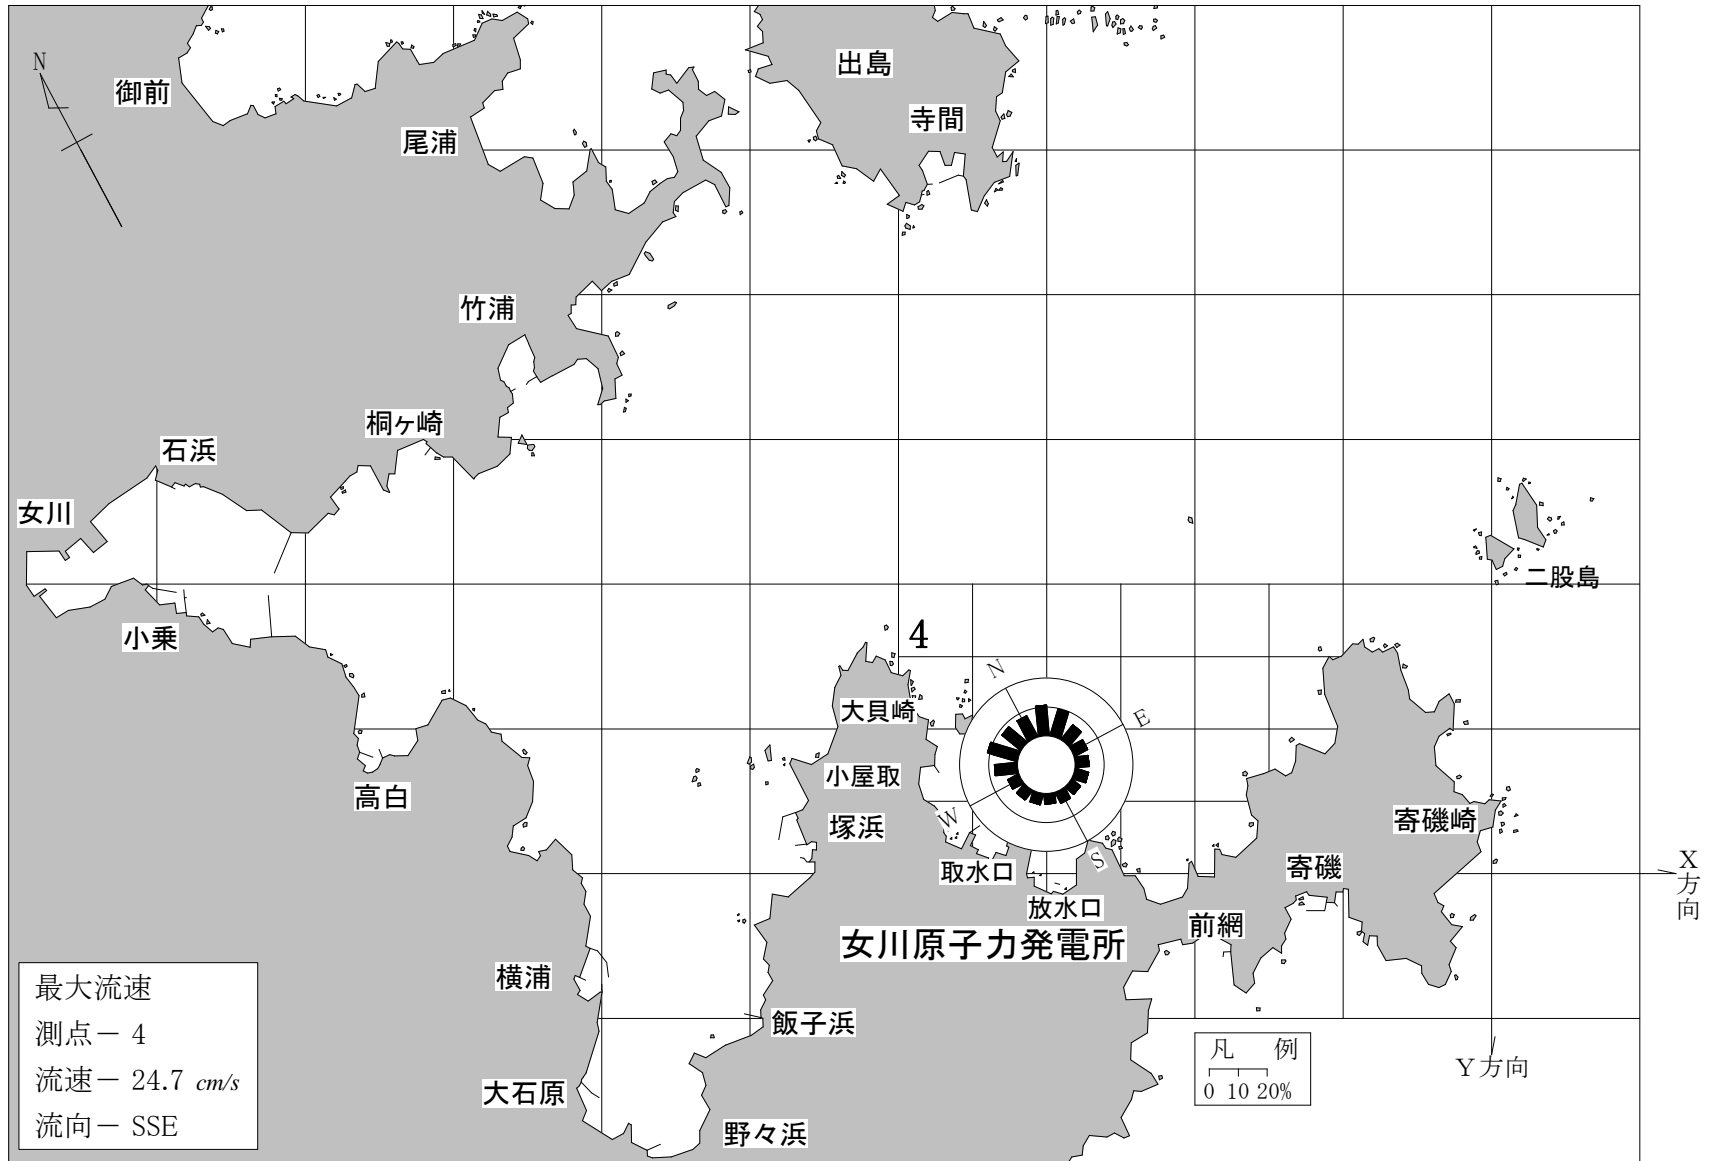 出島
N
御前
寺間
尾浦
竹浦
桐ヶ崎
石浜
女川
二股島
小乗
4
N
大貝崎
E
小屋取
高白
W
塚浜
寄磯崎
S
取水口
寄磯
X方向
放水口
前網
女川原子力発電所
横浦
飯子浜
凡 例
0 10 20%
Y方向
大石原
野々浜
最大流速
測点－ 4
流速－ 24.7 cm/s
流向－ SSE